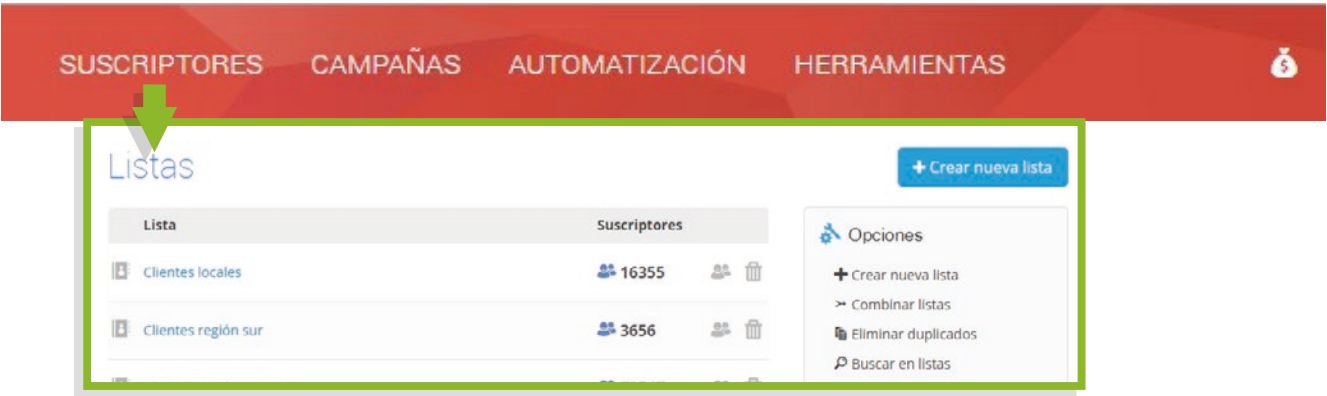 SUSCRIPTORES CAMPAÑAS AUTOMATIZACIÓN HERRAMIENTAS
Listas
+ Crear nueva lista
Lista Suscriptores
Clientes locales 16355
Clientes región sur 3656
Opciones
Crear nueva lista
Combinar listas
Eliminar duplicados
Buscar en listas